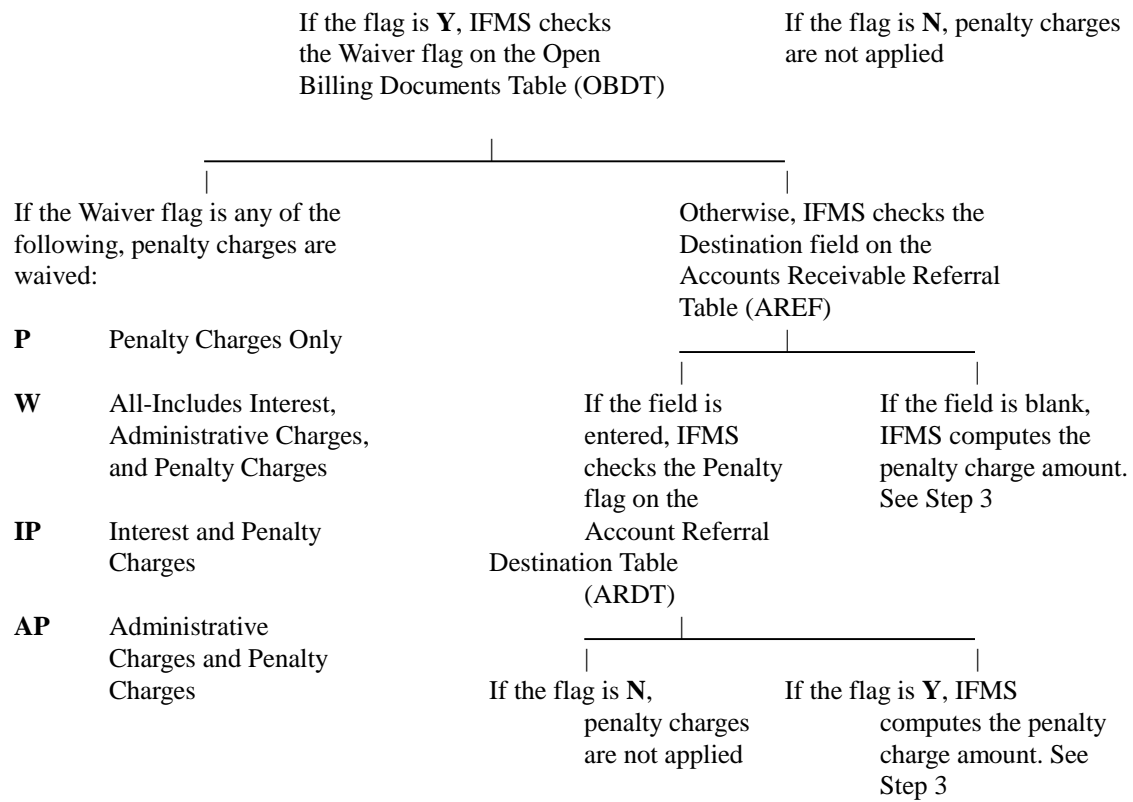 If the flag is Y, IFMS checks
the Waiver flag on the Open
Billing Documents Table (OBDT)
If the flag is N, penalty charges
are not applied
If the Waiver flag is any of the
following, penalty charges are
waived:
P Penalty Charges Only
W All-Includes Interest,
Administrative Charges,
and Penalty Charges
IP Interest and Penalty
Charges
AP Administrative
Charges and Penalty
Charges
Otherwise, IFMS checks the
Destination field on the
Accounts Receivable Referral
Table (AREF)
If the field is
entered, IFMS
checks the Penalty
flag on the
Account Referral
Destination Table
(ARDT)
If the field is blank,
IFMS computes the
penalty charge amount.
See Step 3
If the flag is N,
penalty charges
are not applied
If the flag is Y, IFMS
computes the penalty
charge amount. See
Step 3